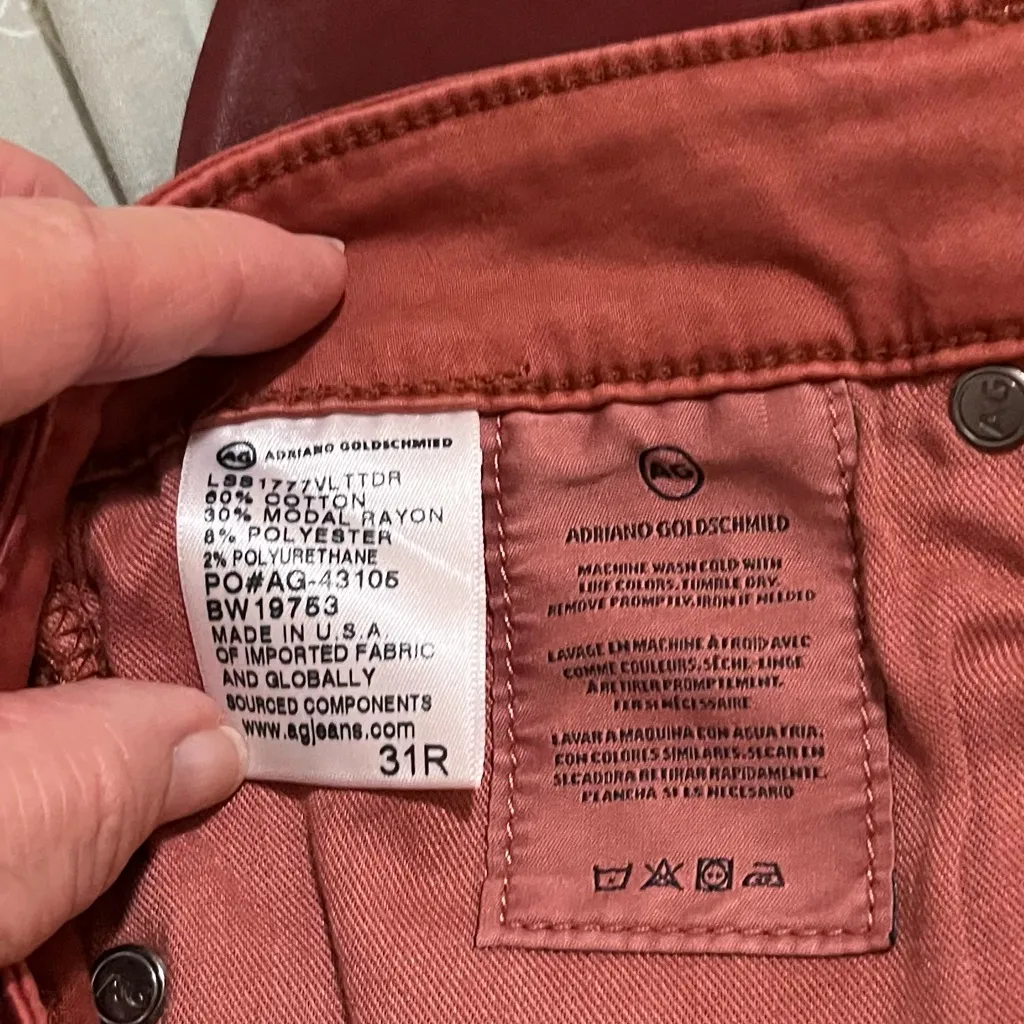 AG ADRIANO GOLDSCHMIED
LSS1777VLTTDR
60% COTTON
30% MODAL RAYON
8% POLYESTER
2% POLYURETHANE
PO#AG-43105
BW19753
MADE IN U.S.A.
OF IMPORTED FABRIC
AND GLOBALLY
SOURCED COMPONENTS
www.agjeans.com
31R
AG
ADRIANO GOLDSCHMIED
MACHINE WASH COLD WITH
LIKE COLORS. TUMBLE DRY.
REMOVE PROMPTLY. IRON IF NEEDED
LAVAGE EN MACHINE À FROID AVEC
COMME COULEURS. SÈCHE-LINGE
À RETIRER PROMPTEMENT.
FER SI NÉCESSAIRE
LAVAR A MAQUINA CON AGUA FRIA.
CON COLORES SIMILARES. SECAR EN
SECADORA RETIRAR RAPIDAMENTE.
PLANCHA SI ES NECESARIO
AG
AG